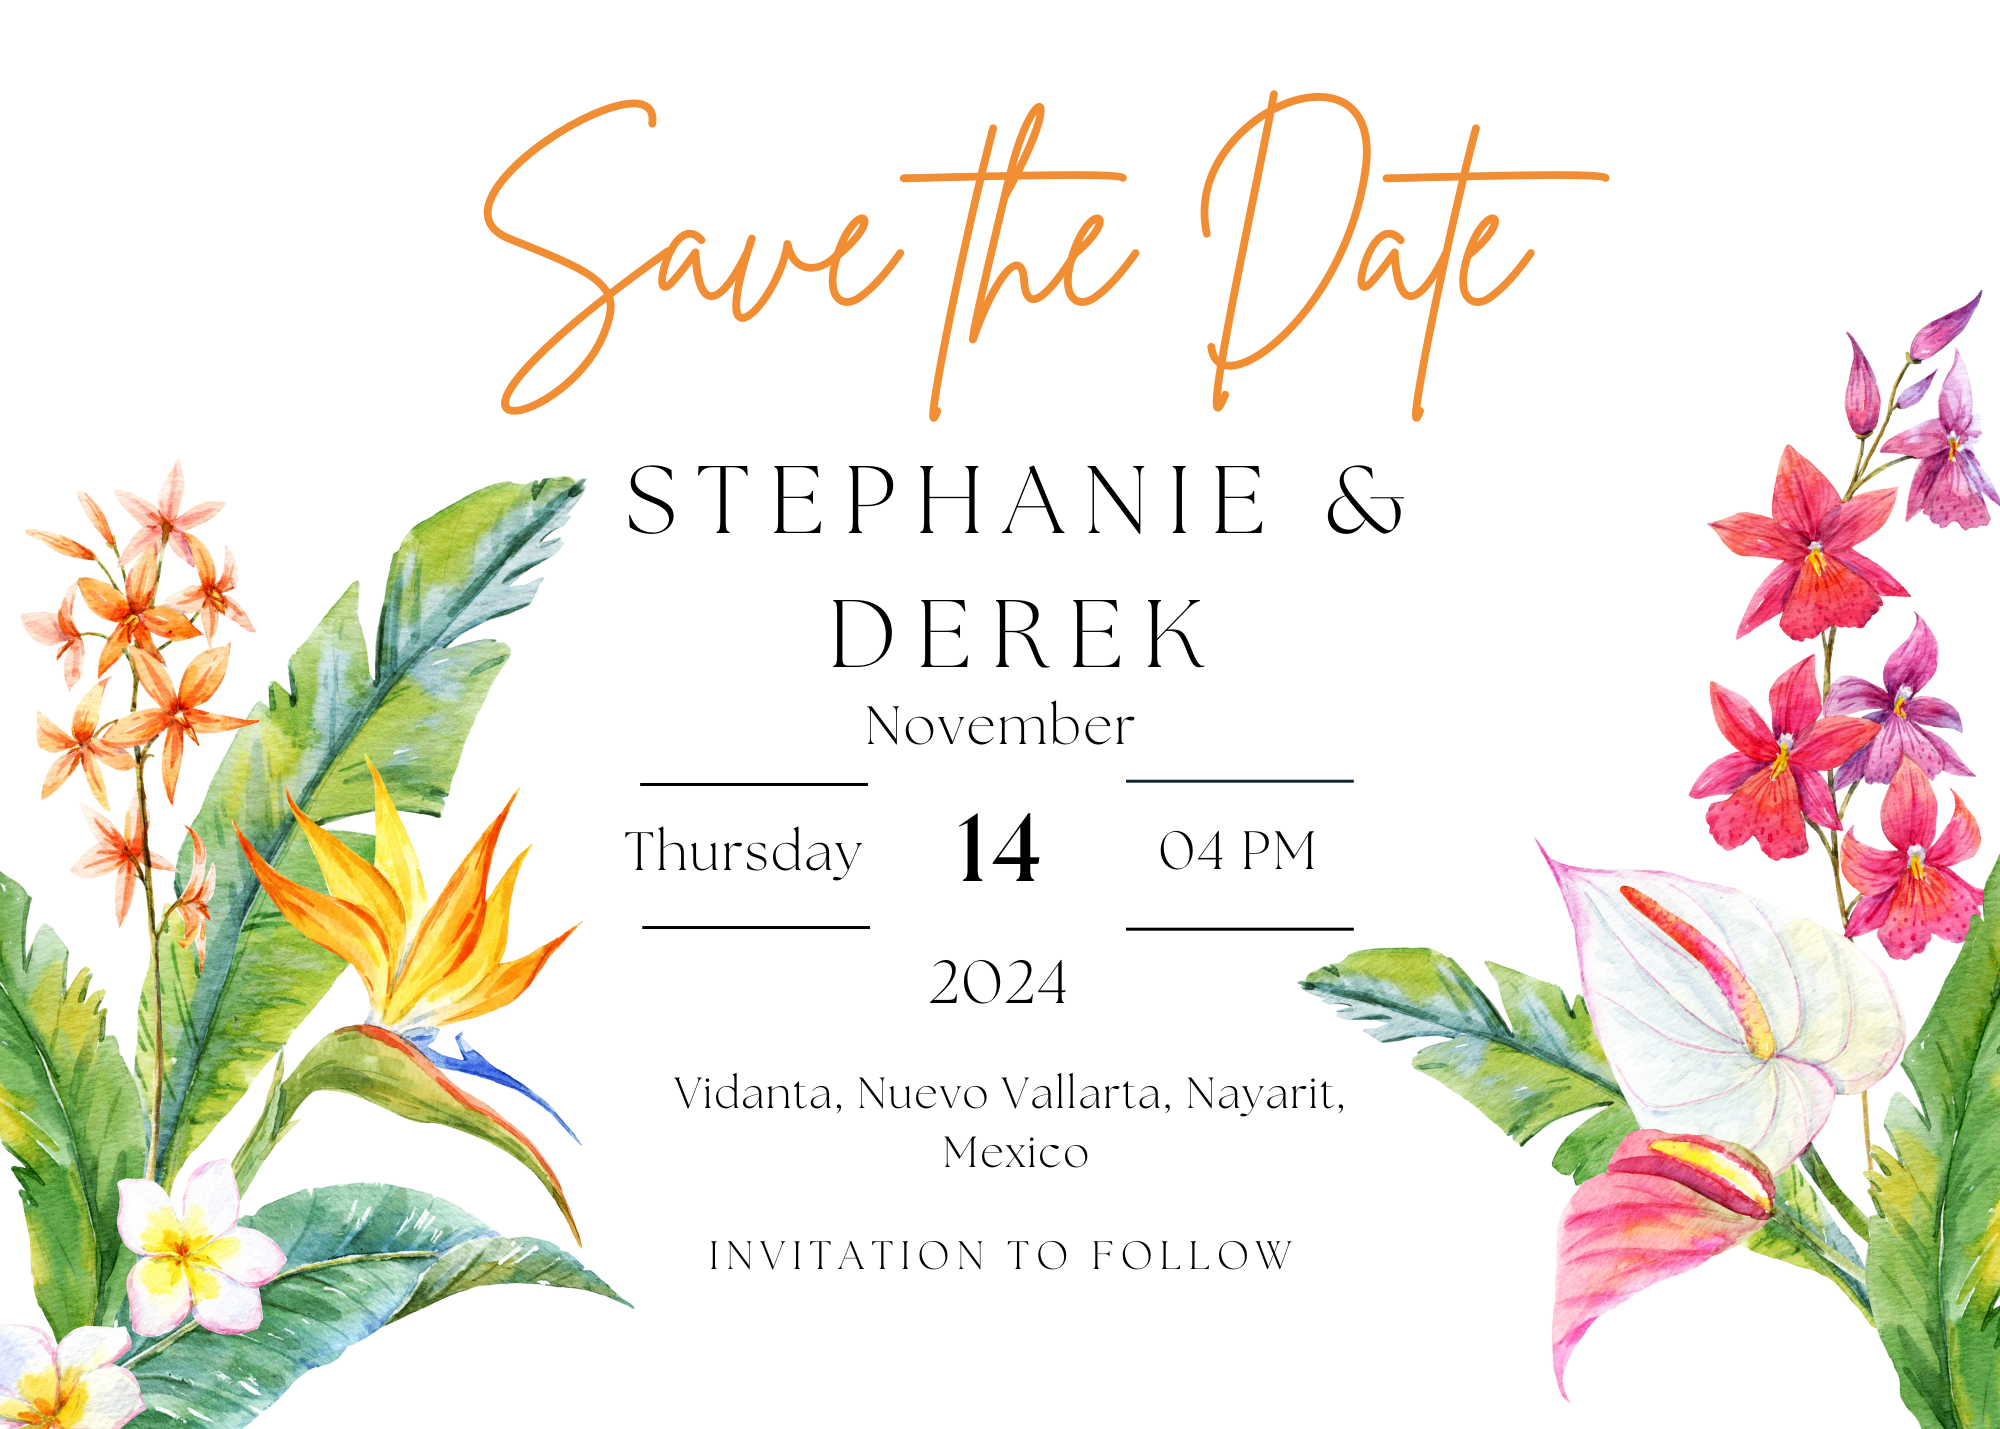 Save the Date
STEPHANIE &
DEREK
November
Thursday 14 04 PM
2024
Vidanta, Nuevo Vallarta, Nayarit,
Mexico
INVITATION TO FOLLOW